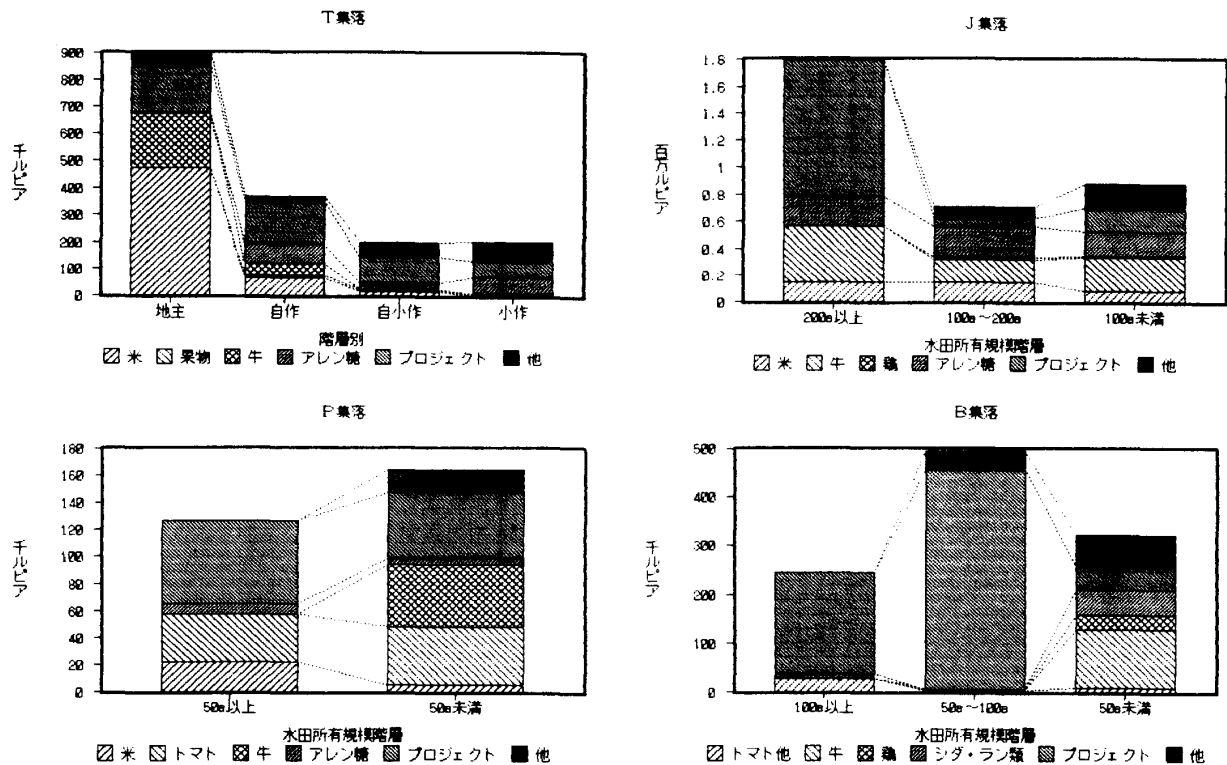 T集落
900
800
700
600
500
400
300
200
100
0
千ルピア
地主 自作 自小作 小作
階層別
米 果物 牛 アレン糖 プロジェクト 他
J集落
1.8
1.6
1.4
1.2
1
0.8
0.6
0.4
0.2
0
百万ルピア
200a以上 100a～200a 100a未満
水田所有規模階層
米 牛 鶏 アレン糖 プロジェクト 他
P集落
180
160
140
120
100
80
60
40
20
0
千ルピア
50a以上 50a未満
水田所有規模階層
米 トマト 牛 アレン糖 プロジェクト 他
B集落
500
400
300
200
100
0
千ルピア
100a以上 50a～100a 50a未満
水田所有規模階層
トマト他 牛 鶏 シダ・ラン類 プロジェクト 他